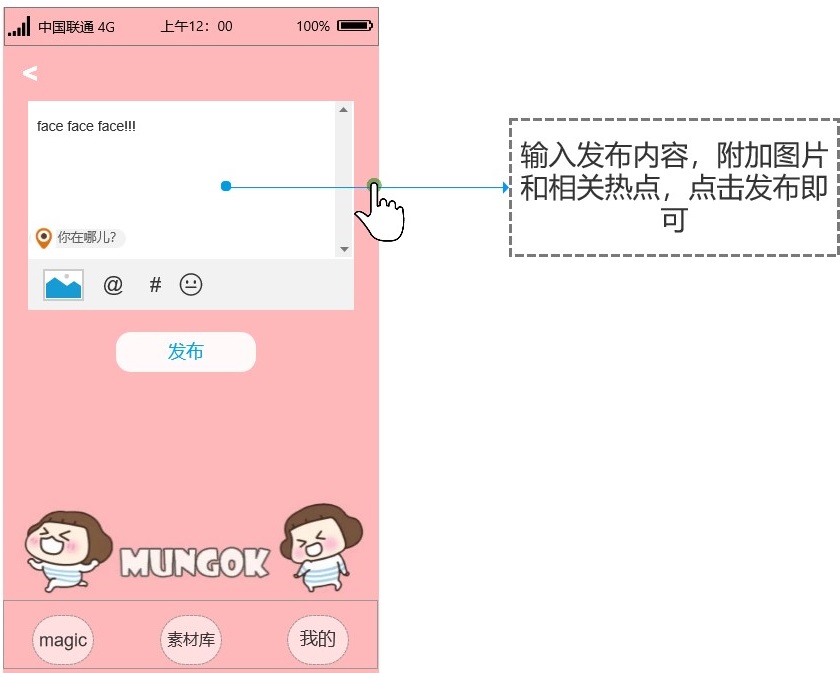 中国联通 4G 上午12：00 100%
<
face face face!!!
你在哪儿?
@ #
发布
MUNGOK
magic 素材库 我的
输入发布内容，附加图片
和相关热点，点击发布即
可